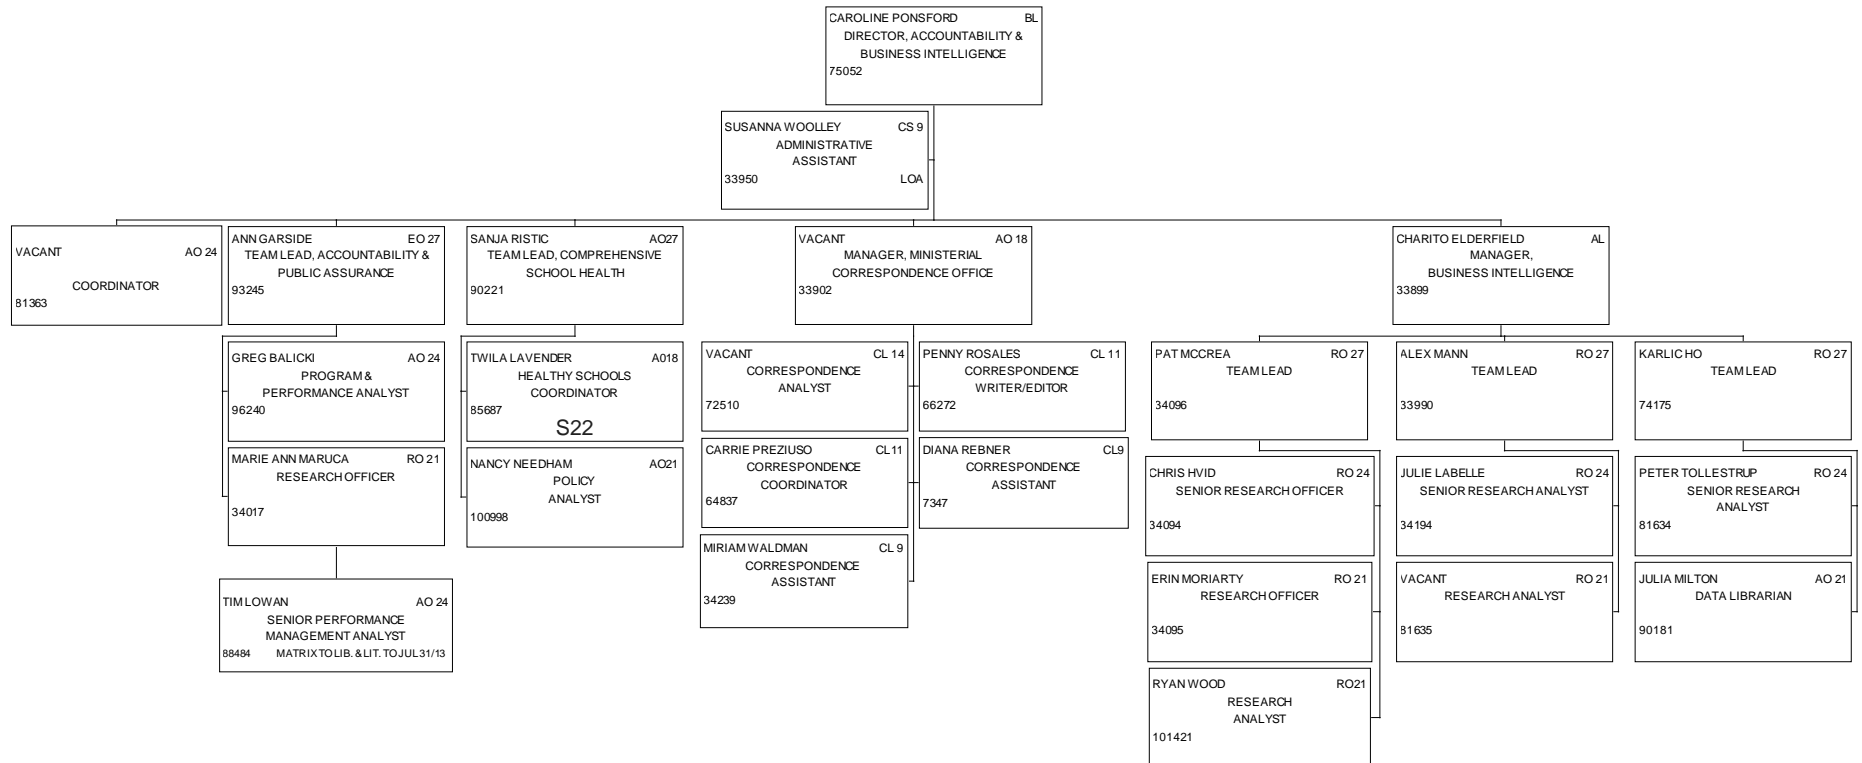 CAROLINE PONSFORD BL
DIRECTOR, ACCOUNTABILITY &
BUSINESS INTELLIGENCE
75052
SUSANNA WOOLLEY CS 9
ADMINISTRATIVE
ASSISTANT
33950 LOA
VACANT AO 24
COORDINATOR
81363
ANN GARSIDE EO 27
TEAM LEAD, ACCOUNTABILITY &
PUBLIC ASSURANCE
93245
SANJA RISTIC AO27
TEAM LEAD, COMPREHENSIVE
SCHOOL HEALTH
90221
VACANT AO 18
MANAGER, MINISTERIAL
CORRESPONDENCE OFFICE
33902
CHARITO ELDERFIELD AL
MANAGER,
BUSINESS INTELLIGENCE
33899
GREG BALICKI AO 24
PROGRAM &
PERFORMANCE ANALYST
96240
MARIE ANN MARUCA RO 21
RESEARCH OFFICER
34017
TIM LOWAN AO 24
SENIOR PERFORMANCE
MANAGEMENT ANALYST
88484 MATRIX TO LIB. & LIT. TO JUL 31/13
TWILA LAVENDER A018
HEALTHY SCHOOLS
COORDINATOR
85687
S22
NANCY NEEDHAM AO21
POLICY
ANALYST
100998
VACANT CL 14
CORRESPONDENCE
ANALYST
72510
PENNY ROSALES CL 11
CORRESPONDENCE
WRITER/EDITOR
66272
CARRIE PREZIUSO CL11
CORRESPONDENCE
COORDINATOR
64837
DIANA REBNER CL9
CORRESPONDENCE
ASSISTANT
7347
MIRIAM WALDMAN CL 9
CORRESPONDENCE
ASSISTANT
34239
PAT MCCREA RO 27
TEAM LEAD
34096
CHRIS HVID RO 24
SENIOR RESEARCH OFFICER
34094
ERIN MORIARTY RO 21
RESEARCH OFFICER
34095
RYAN WOOD RO21
RESEARCH
ANALYST
101421
ALEX MANN RO 27
TEAM LEAD
33990
JULIE LABELLE RO 24
SENIOR RESEARCH ANALYST
34194
VACANT RO 21
RESEARCH ANALYST
81635
KARLIC HO RO 27
TEAM LEAD
74175
PETER TOLLESTRUP RO 24
SENIOR RESEARCH
ANALYST
81634
JULIA MILTON AO 21
DATA LIBRARIAN
90181